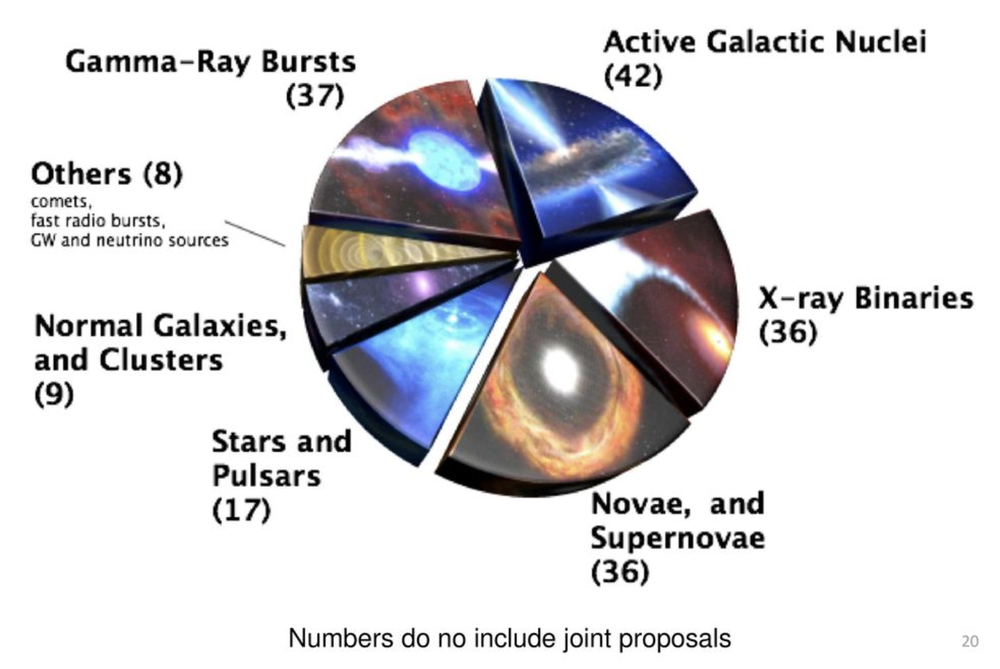 Gamma-Ray Bursts
(37)
Active Galactic Nuclei
(42)
Others (8)
comets,
fast radio bursts,
GW and neutrino sources
X-ray Binaries
(36)
Normal Galaxies,
and Clusters
(9)
Stars and
Pulsars
(17)
Novae, and
Supernovae
(36)
Numbers do no include joint proposals
20